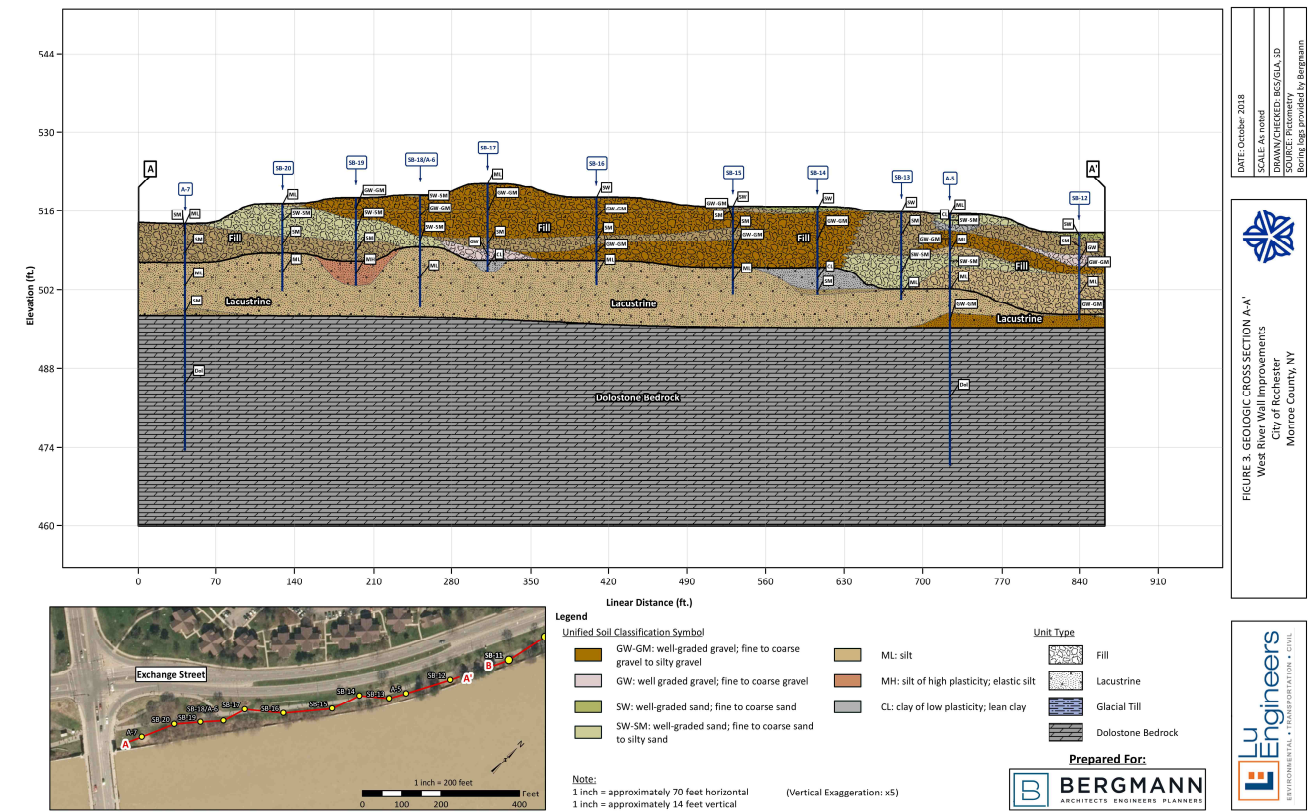 544
530
516
502
488
474
460
Elevation (ft.)
A
A'
A-7
SB-20
SB-19
SB-18/A-6
SB-17
SB-16
SB-15
SB-14
SB-13
A-5
SB-12
SM
ML
SM
ML
SM
Dol
ML
SW-SM
SM
ML
GW-GM
SW-SM
SM
MH
SW-SM
GW-GM
SW-SM
ML
ML
GW-GM
SM
GW
CL
SW
GW-GM
SM
GW-GM
ML
SW
GW-GM
SM
SM
GW-GM
ML
SW
GW-GM
CL
SM
SW
SM
GW-GM
SW-SM
ML
ML
CL
SW-SM
ML
SW-SM
ML
GW-GM
Dol
SW
GW
GW-GM
ML
GW-GM
Fill
Fill
Fill
Fill
Lacustrine
Lacustrine
Lacustrine
Dolostone Bedrock
0
70
140
210
280
350
420
490
560
630
700
770
840
910
Linear Distance (ft.)
Exchange Street
A-7
SB-20
SB-19
SB-18/A-6
SB-17
SB-16
SB-15
SB-14
SB-13
A-5
SB-12
SB-11
A
A'
B
N
1 inch = 200 feet
Feet
0
100
200
400
Legend
Unified Soil Classification Symbol
GW-GM: well-graded gravel; fine to coarse
gravel to silty gravel
GW: well graded gravel; fine to coarse gravel
SW: well-graded sand; fine to coarse sand
SW-SM: well-graded sand; fine to coarse sand
to silty sand
ML: silt
MH: silt of high plasticity; elastic silt
CL: clay of low plasticity; lean clay
Unit Type
Fill
Lacustrine
Glacial Till
Dolostone Bedrock
Note:
1 inch = approximately 70 feet horizontal
(Vertical Exaggeration: x5)
1 inch = approximately 14 feet vertical
Prepared For:
BERGMANN
ARCHITECTS ENGINEERS PLANNERS
DATE: October 2018
SCALE: As noted
DRAWN/CHECKED: BCS/GLA, SD
SOURCE: Pictometry
Boring logs provided by Bergmann
FIGURE 3. GEOLOGIC CROSS SECTION A-A'
West River Wall Improvements
City of Rochester
Monroe County, NY
Lu
Engineers
ENVIRONMENTAL • TRANSPORTATION • CIVIL